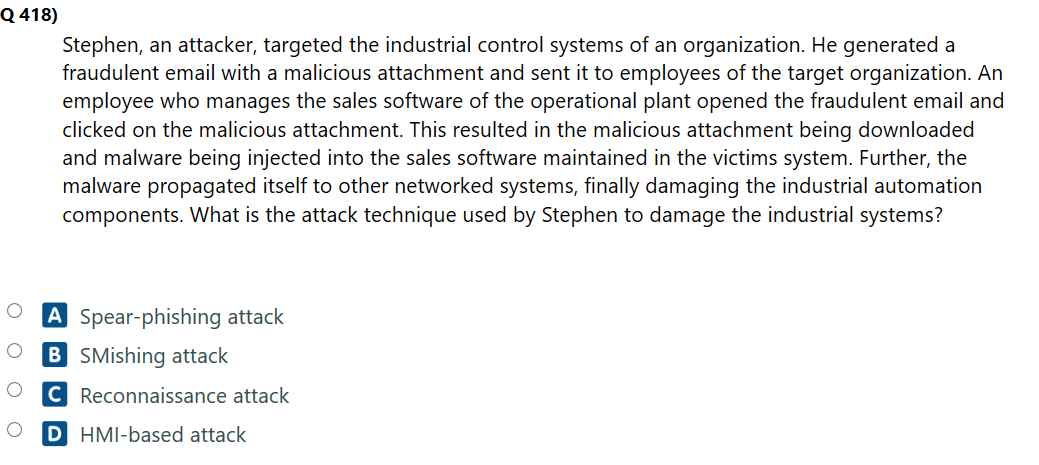 Q 418)
Stephen, an attacker, targeted the industrial control systems of an organization. He generated a
fraudulent email with a malicious attachment and sent it to employees of the target organization. An
employee who manages the sales software of the operational plant opened the fraudulent email and
clicked on the malicious attachment. This resulted in the malicious attachment being downloaded
and malware being injected into the sales software maintained in the victims system. Further, the
malware propagated itself to other networked systems, finally damaging the industrial automation
components. What is the attack technique used by Stephen to damage the industrial systems?
A Spear-phishing attack
B SMishing attack
C Reconnaissance attack
D HMI-based attack